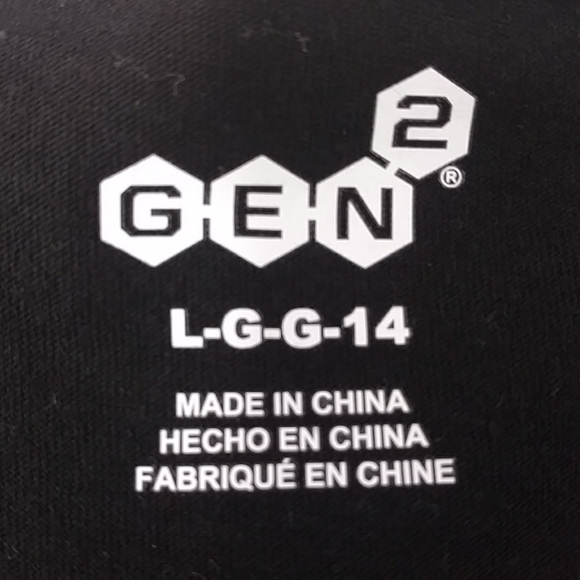 GEN2®
L-G-G-14
MADE IN CHINA
HECHO EN CHINA
FABRIQUÉ EN CHINE